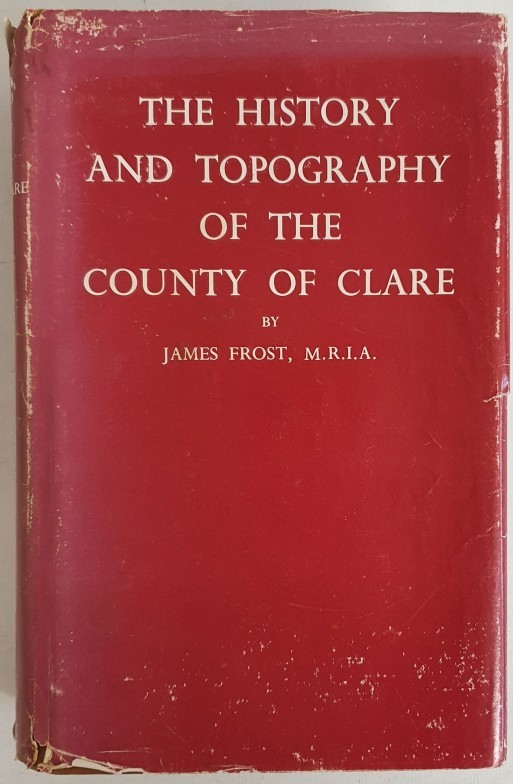 THE HISTORY
AND TOPOGRAPHY
OF THE
COUNTY OF CLARE
BY
JAMES FROST, M.R.I.A.